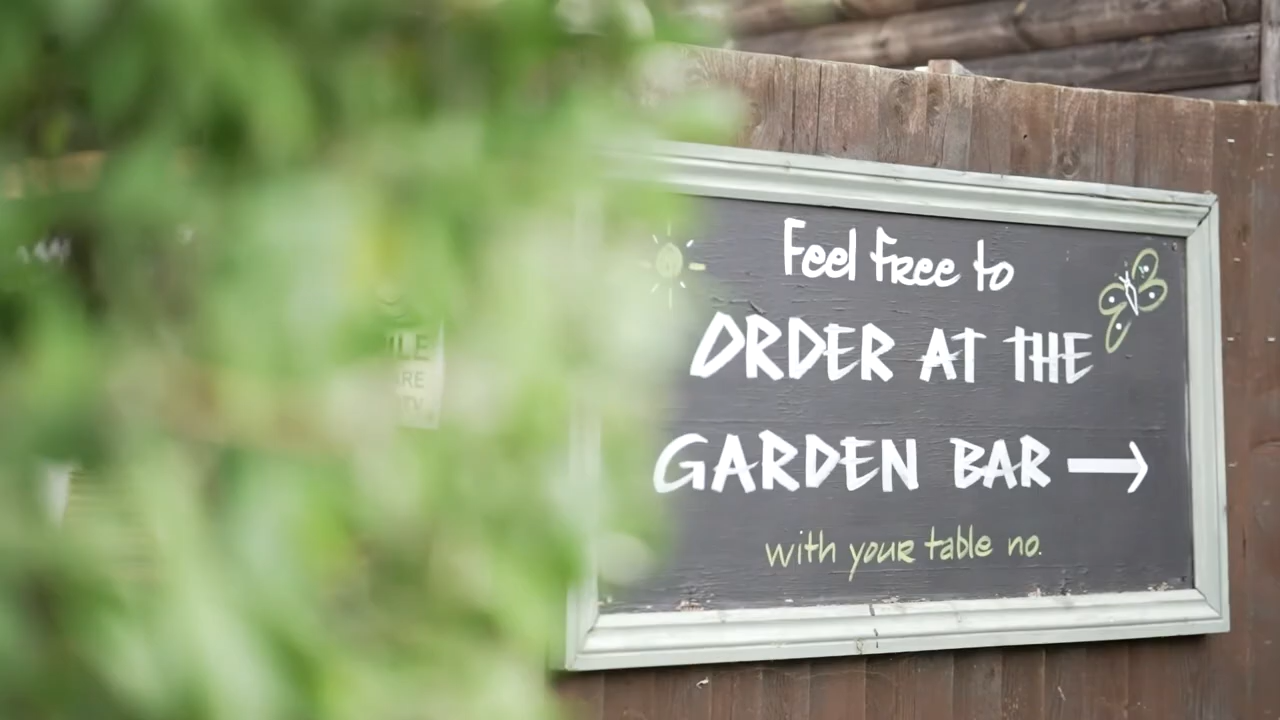 Feel free to
ORDER AT THE
GARDEN BAR →
with your table no.